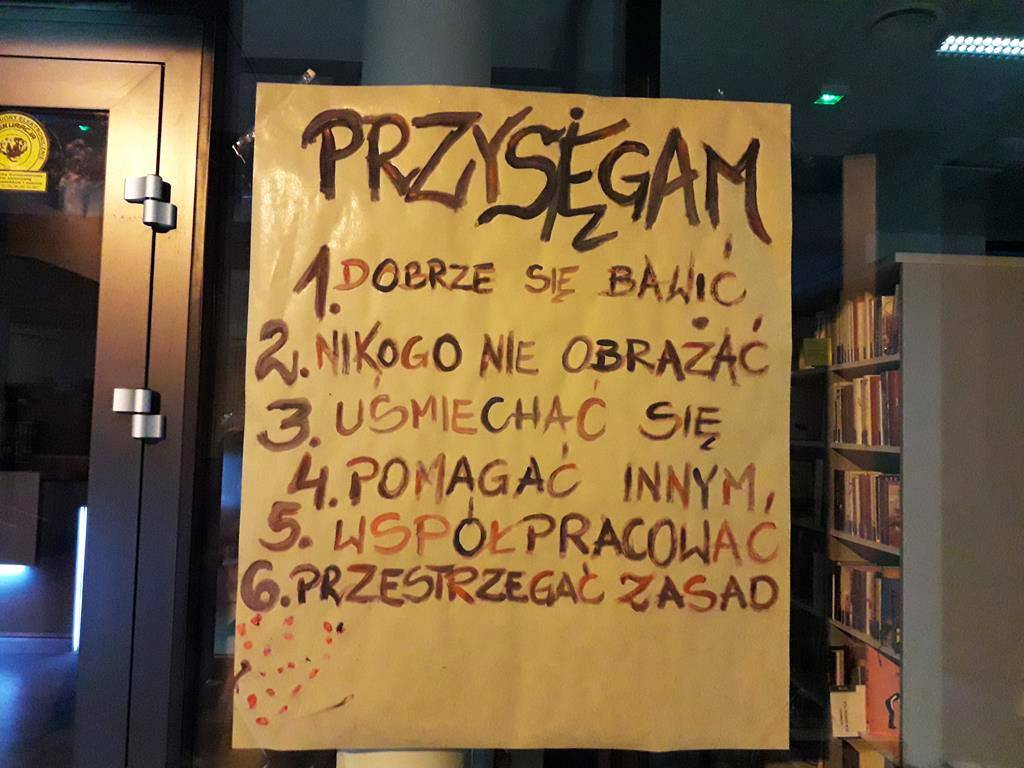 PRZYSIĘGAM
1. DOBRZE SIĘ BAWIĆ
2. NIKOGO NIE OBRAŻAĆ
3. UŚMIECHAĆ SIĘ
4. POMAGAĆ INNYM,
5. WSPÓŁPRACOWAĆ
6. PRZESTRZEGAĆ ZASAD